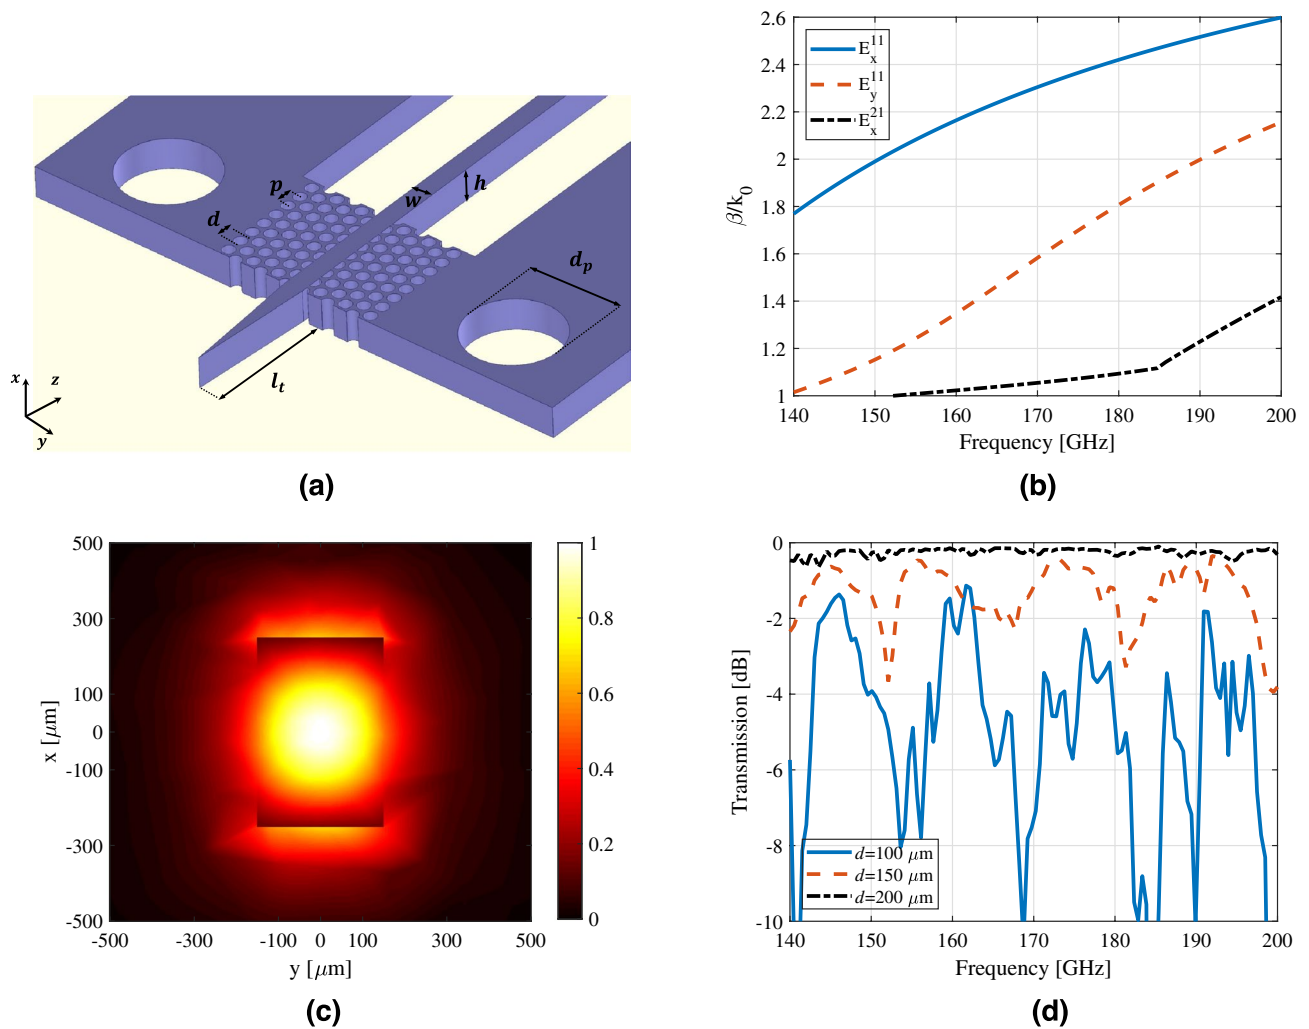 p
d
w
h
d_p
l_t
x
z
y
(a)
2.6
2.4
2.2
2
1.8
1.6
1.4
1.2
1
β/k_0
E_x^11
E_y^11
E_x^21
140 150 160 170 180 190 200
Frequency [GHz]
(b)
500
300
100
0
-100
-300
-500
x [μm]
-500 -300 -100 0 100 300 500
y [μm]
1
0.8
0.6
0.4
0.2
0
(c)
0
-2
-4
-6
-8
-10
Transmission [dB]
d=100 μm
d=150 μm
d=200 μm
140 150 160 170 180 190 200
Frequency [GHz]
(d)